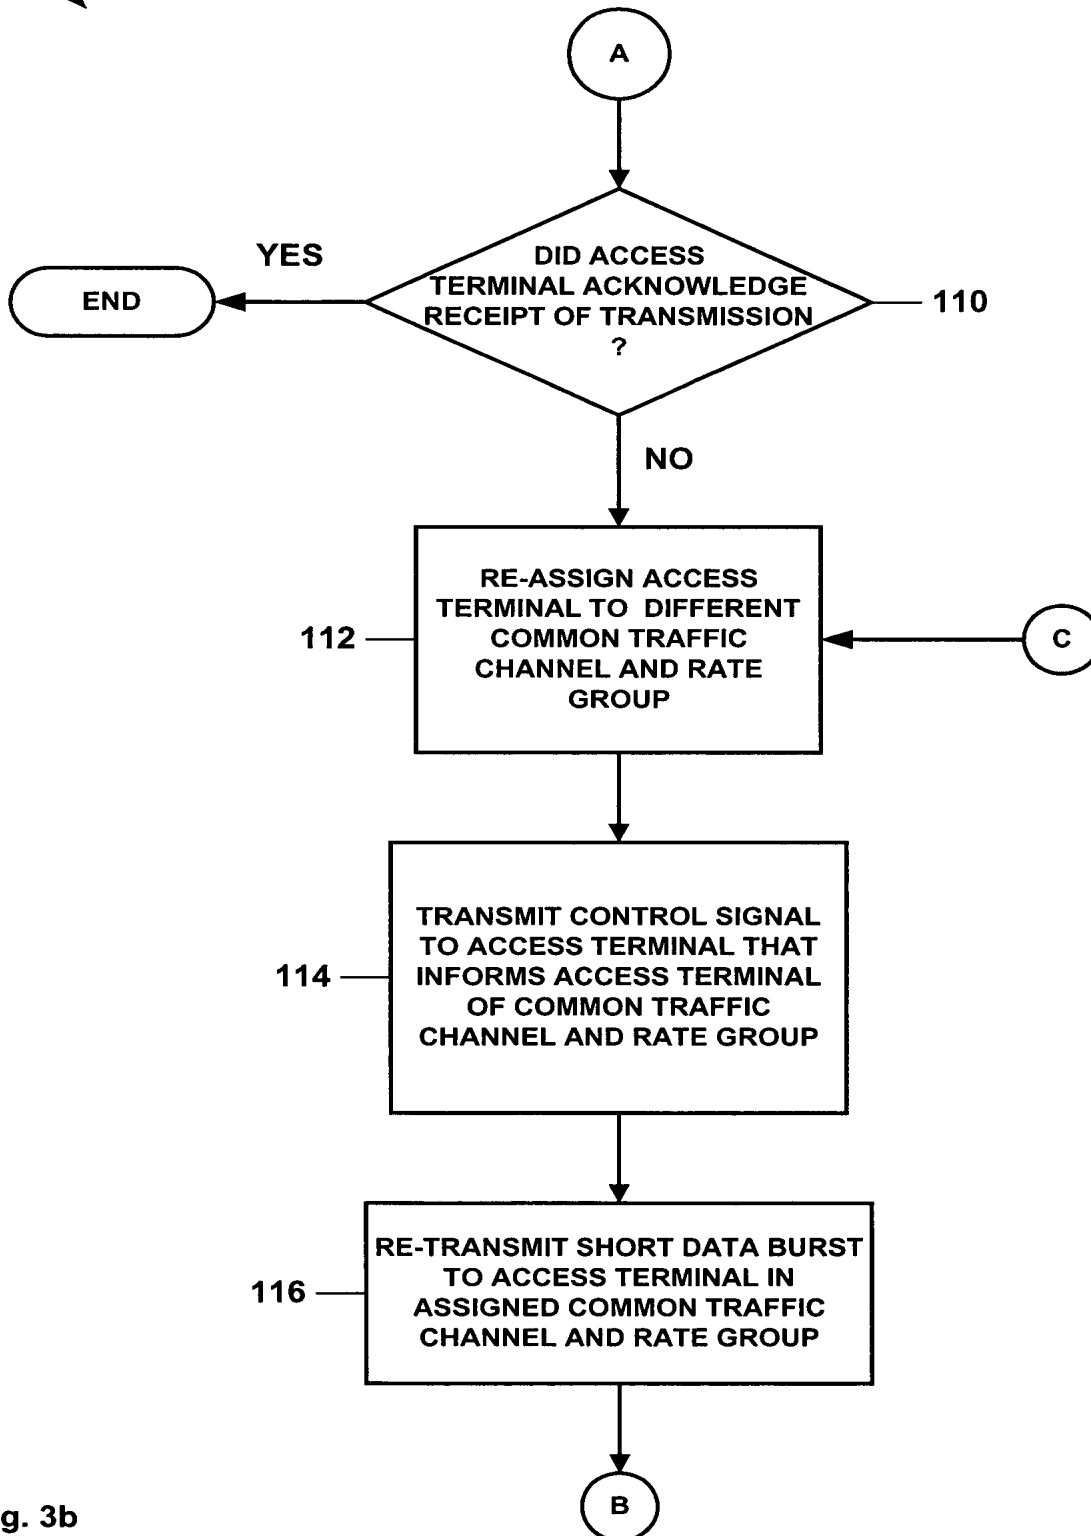 A
DID ACCESS
TERMINAL ACKNOWLEDGE
RECEIPT OF TRANSMISSION
?
YES
END
110
NO
RE-ASSIGN ACCESS
TERMINAL TO DIFFERENT
COMMON TRAFFIC
CHANNEL AND RATE
GROUP
112
C
TRANSMIT CONTROL SIGNAL
TO ACCESS TERMINAL THAT
INFORMS ACCESS TERMINAL
OF COMMON TRAFFIC
CHANNEL AND RATE GROUP
114
RE-TRANSMIT SHORT DATA BURST
TO ACCESS TERMINAL IN
ASSIGNED COMMON TRAFFIC
CHANNEL AND RATE GROUP
116
B
g. 3b